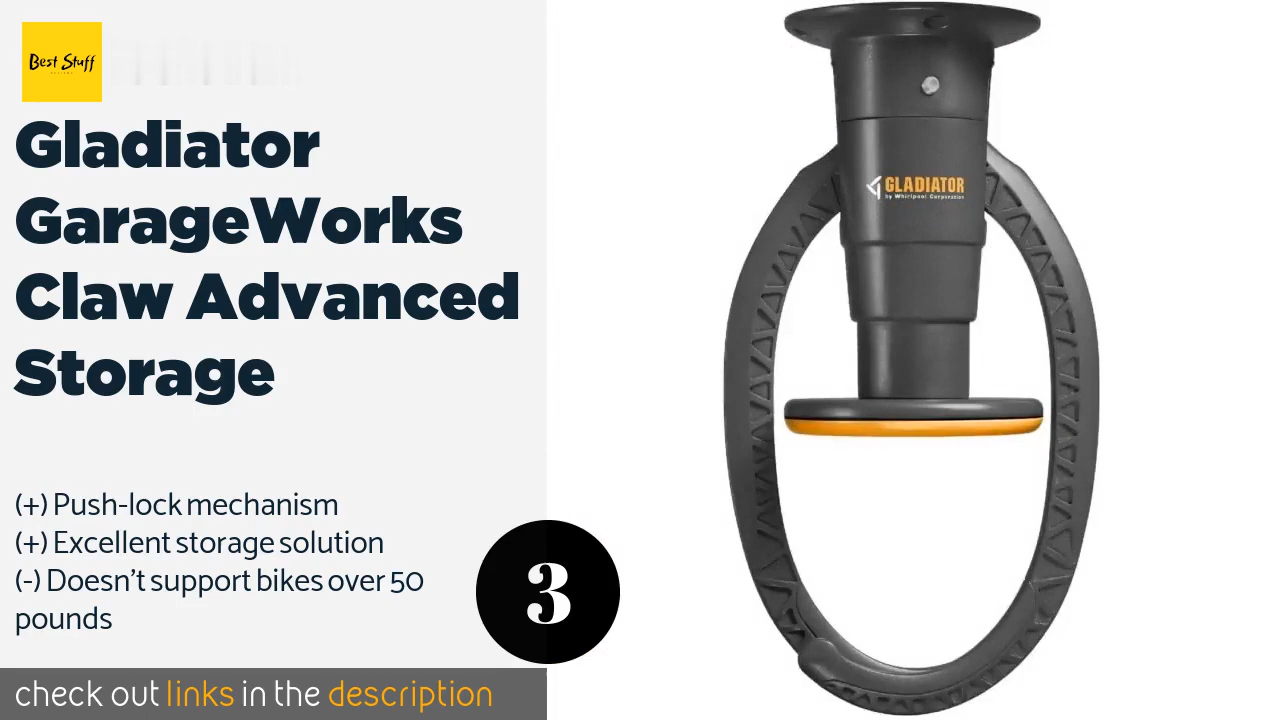 Best Stuff
Gladiator
GarageWorks
Claw Advanced
Storage
(+) Push-lock mechanism
(+) Excellent storage solution
(-) Doesn't support bikes over 50
pounds
3
check out links in the description
GLADIATOR
by Whirlpool Corporation